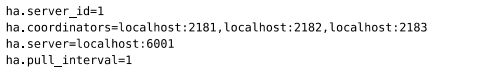 ha.server_id=1
ha.coordinators=localhost:2181,localhost:2182,localhost:2183
ha.server=localhost:6001
ha.pull_interval=1